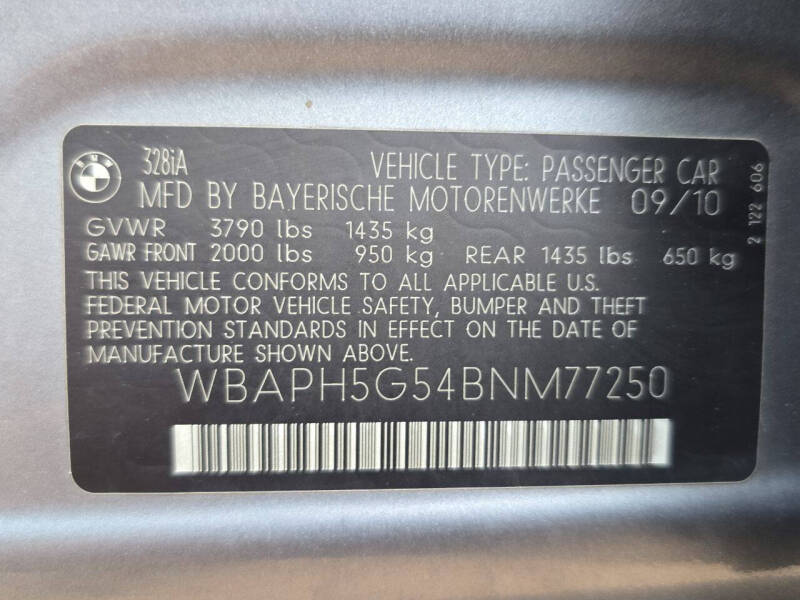 BMW
328iA
VEHICLE TYPE: PASSENGER CAR
MFD BY BAYERISCHE MOTORENWERKE 09/10
GVWR 3790 lbs 1435 kg
GAWR FRONT 2000 lbs 950 kg REAR 1435 lbs 650 kg
THIS VEHICLE CONFORMS TO ALL APPLICABLE U.S.
FEDERAL MOTOR VEHICLE SAFETY, BUMPER AND THEFT
PREVENTION STANDARDS IN EFFECT ON THE DATE OF
MANUFACTURE SHOWN ABOVE:
WBAPH5G54BNM77250
2 122 606